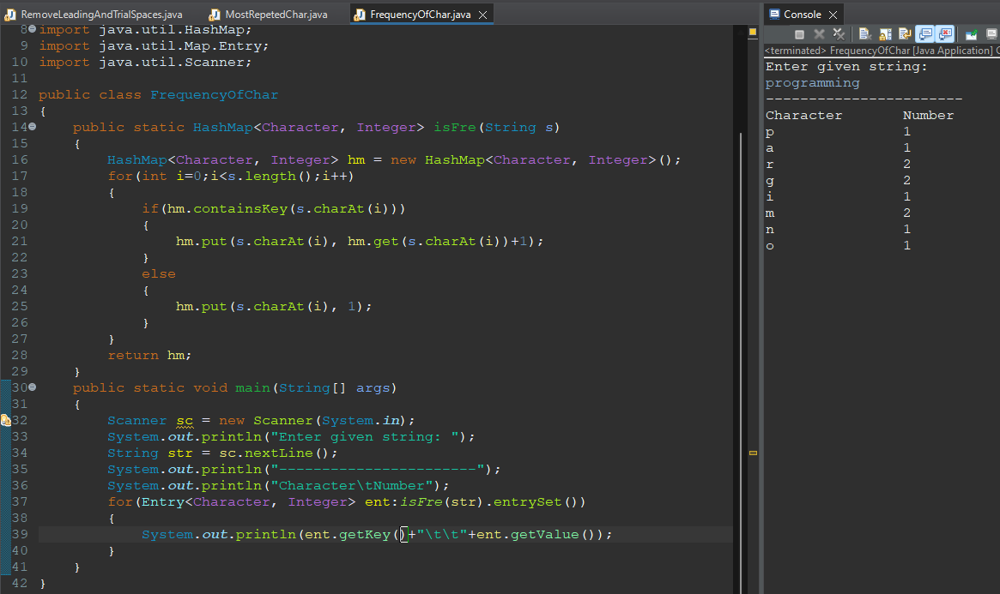 RemoveLeadingAndTrialSpaces.java MostRepetedChar.java FrequencyOfChar.java
8 import java.util.HashMap;
9 import java.util.Map.Entry;
10 import java.util.Scanner;
11
12 public class FrequencyOfChar
13 {
14 public static HashMap<Character, Integer> isFre(String s)
15 {
16 HashMap<Character, Integer> hm = new HashMap<Character, Integer>();
17 for(int i=0;i<s.length();i++)
18 {
19 if(hm.containsKey(s.charAt(i)))
20 {
21 hm.put(s.charAt(i), hm.get(s.charAt(i))+1);
22 }
23 else
24 {
25 hm.put(s.charAt(i), 1);
26 }
27 }
28 return hm;
29 }
30 public static void main(String[] args)
31 {
32 Scanner sc = new Scanner(System.in);
33 System.out.println("Enter given string: ");
34 String str = sc.nextLine();
35 System.out.println("-----------------------");
36 System.out.println("Character\tNumber");
37 for(Entry<Character, Integer> ent:isFre(str).entrySet())
38 {
39 System.out.println(ent.getKey()+"\t\t"+ent.getValue());
40 }
41 }
42 }
Console
<terminated> FrequencyOfChar [Java Application] C
Enter given string:
programming
-----------------------
Character Number
p 1
a 1
r 2
g 2
i 1
m 2
n 1
o 1